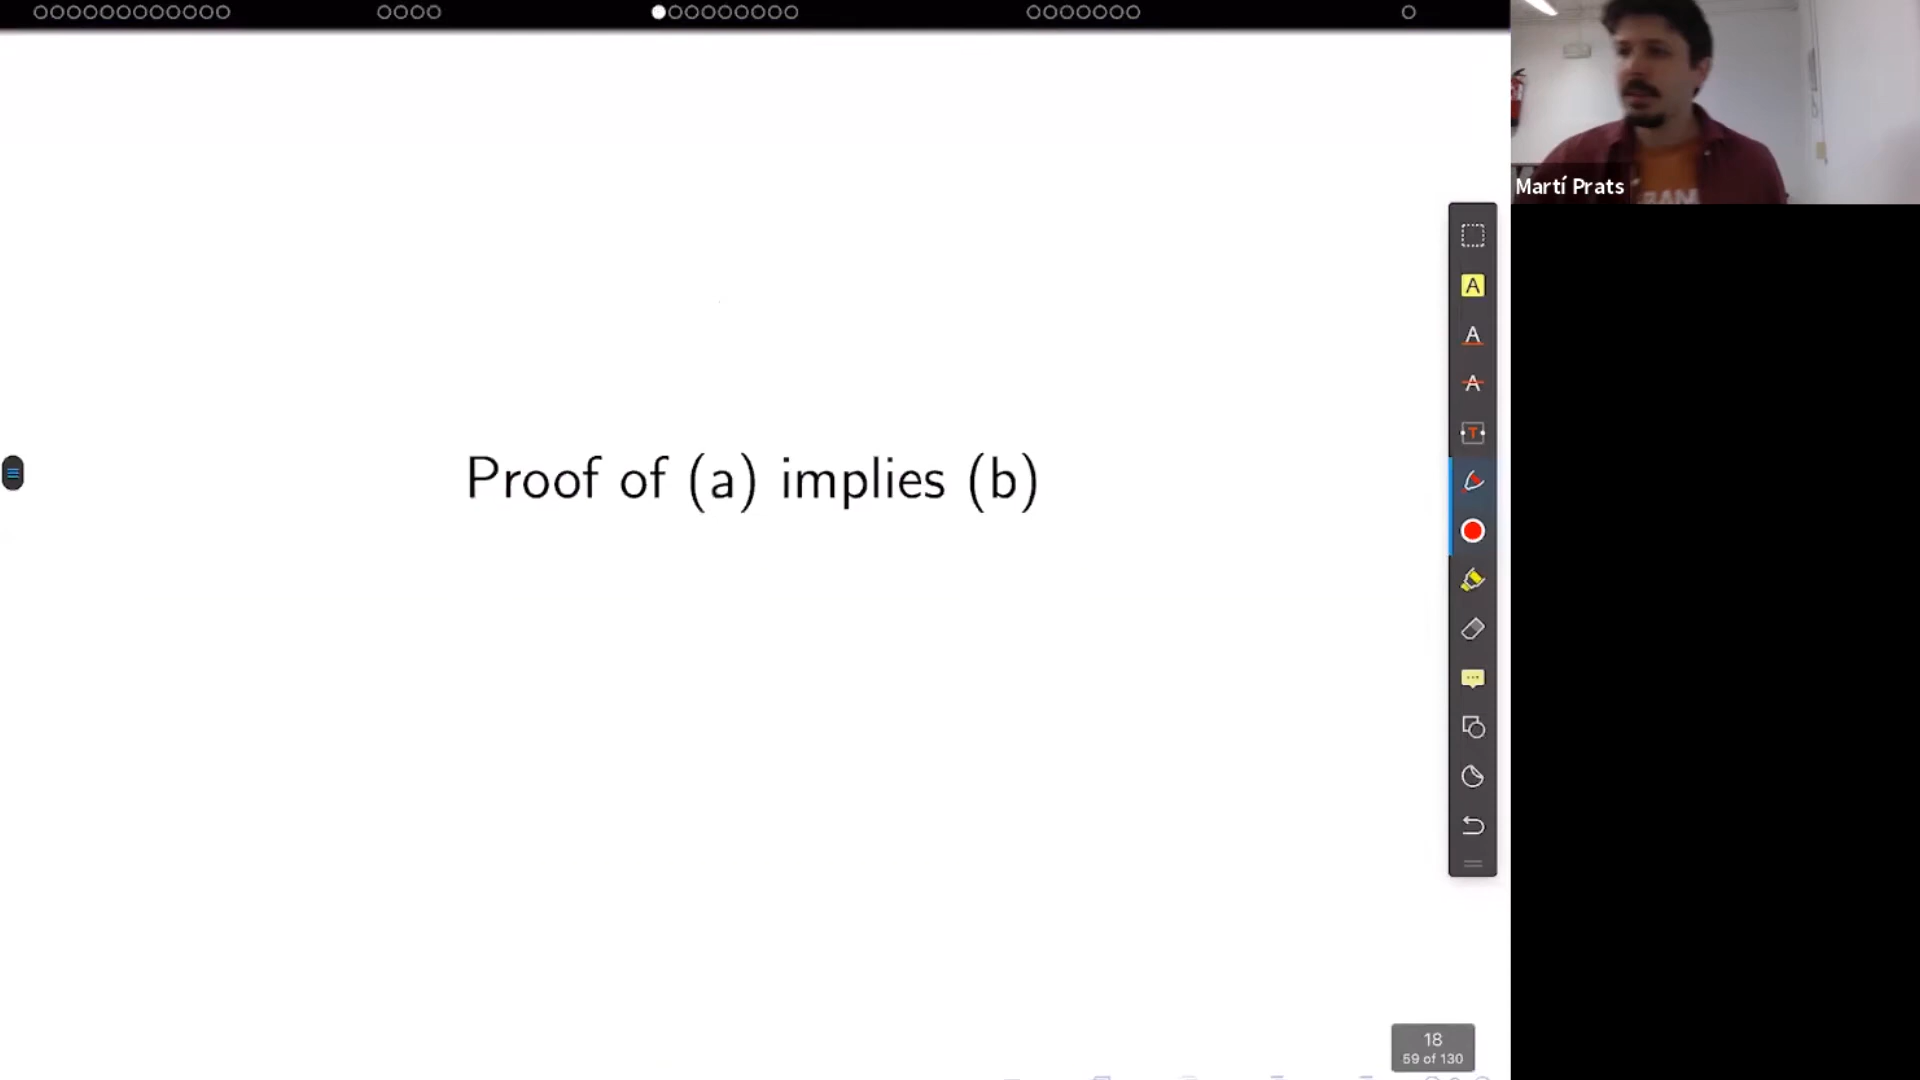 Proof of (a) implies (b)
Martí Prats
A
A
A
T
18
59 of 130